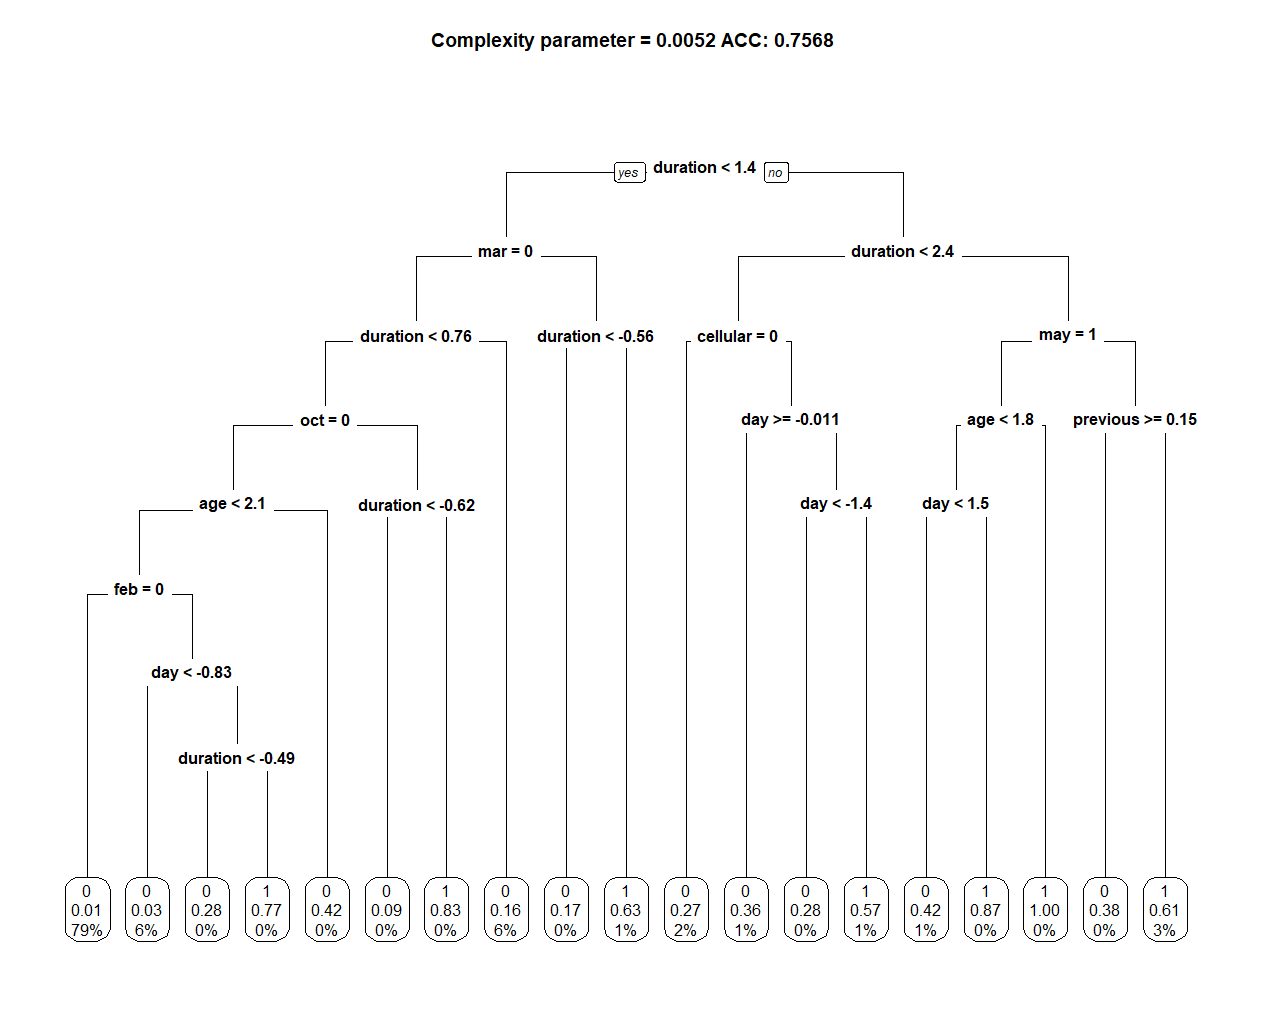 Complexity parameter = 0.0052 ACC: 0.7568
yes duration < 1.4 no
mar = 0 duration < 2.4
duration < 0.76 duration < -0.56 cellular = 0 may = 1
oct = 0 day >= -0.011 age < 1.8 previous >= 0.15
age < 2.1 duration < -0.62 day < -1.4 day < 1.5
feb = 0
day < -0.83
duration < -0.49
0 0 0 1 0 0 1 0 0 1 0 0 0 1 0 1 1 0 1
0.01 0.03 0.28 0.77 0.42 0.09 0.83 0.16 0.17 0.63 0.27 0.36 0.28 0.57 0.42 0.87 1.00 0.38 0.61
79% 6% 0% 0% 0% 0% 0% 6% 0% 1% 2% 1% 0% 1% 1% 0% 0% 0% 3%